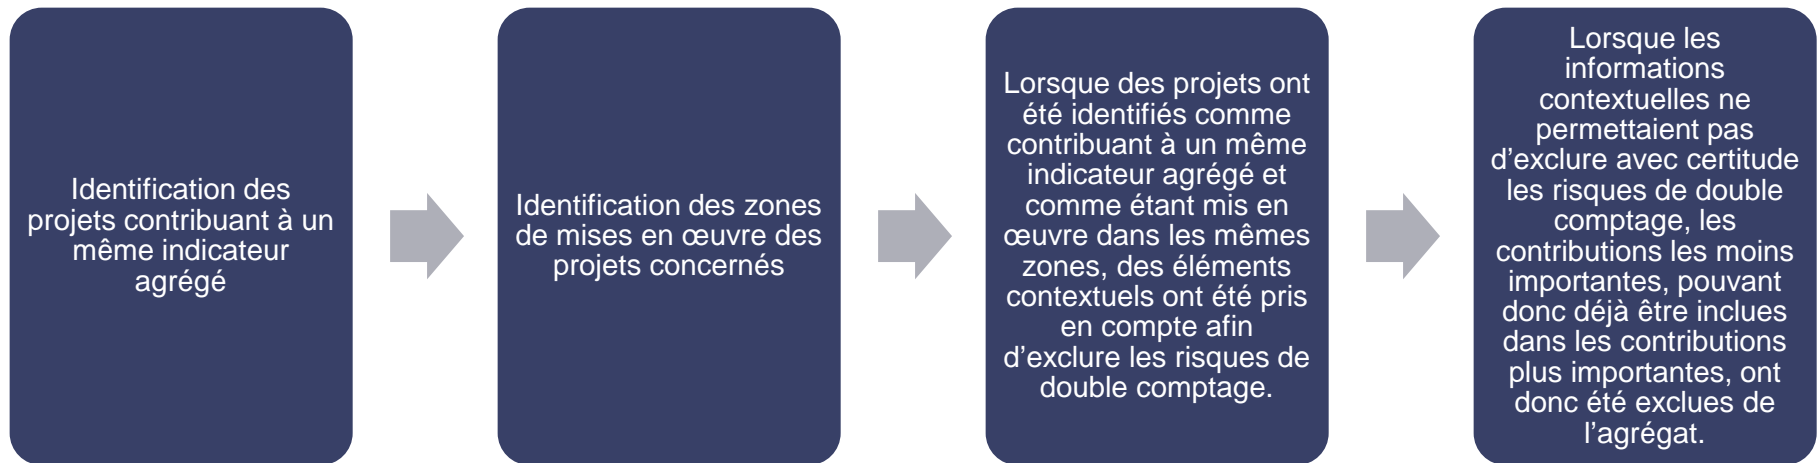 Identification des
projets contribuant à un
même indicateur
agrégé
Identification des zones
de mises en œuvre des
projets concernés
Lorsque des projets ont
été identifiés comme
contribuant à un même
indicateur agrégé et
comme étant mis en
œuvre dans les mêmes
zones, des éléments
contextuels ont été pris
en compte afin
d’exclure les risques de
double comptage.
Lorsque les
informations
contextuelles ne
permettaient pas
d’exclure avec certitude
les risques de double
comptage, les
contributions les moins
importantes, pouvant
donc déjà être inclues
dans les contributions
plus importantes, ont
donc été exclues de
l’agrégat.